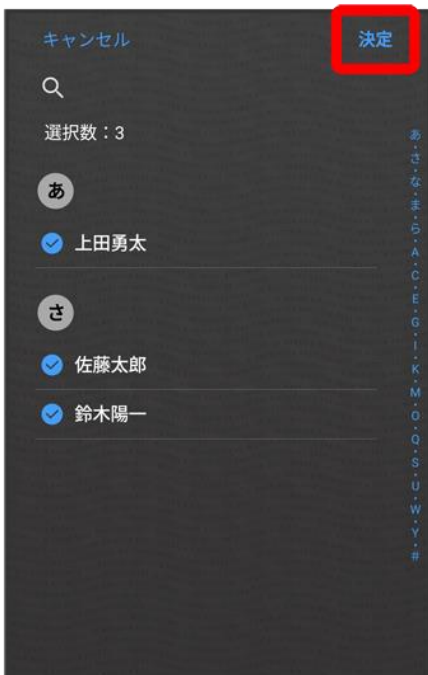 キャンセル 決定
選択数：3
あ
上田勇太
さ
佐藤太郎
鈴木陽一
あ
・
さ
・
な
・
ま
・
ら
・
A
・
C
・
E
・
G
・
I
・
K
・
M
・
O
・
Q
・
S
・
U
・
W
・
Y
・
#